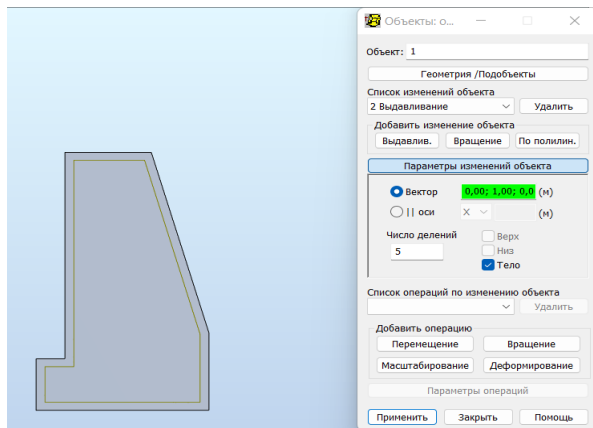 Объекты: о...
Объект: 1
Геометрия /Подобъекты
Список изменений объекта
2 Выдавливание Удалить
Добавить изменение объекта
Выдавлив. Вращение По полилин.
Параметры изменений объекта
Вектор 0,00; 1,00; 0,0 (м)
|| оси X (м)
Число делений Верх
5 Низ
Тело
Список операций по изменению объекта
Удалить
Добавить операцию
Перемещение Вращение
Масштабирование Деформирование
Параметры операций
Применить Закрыть Помощь